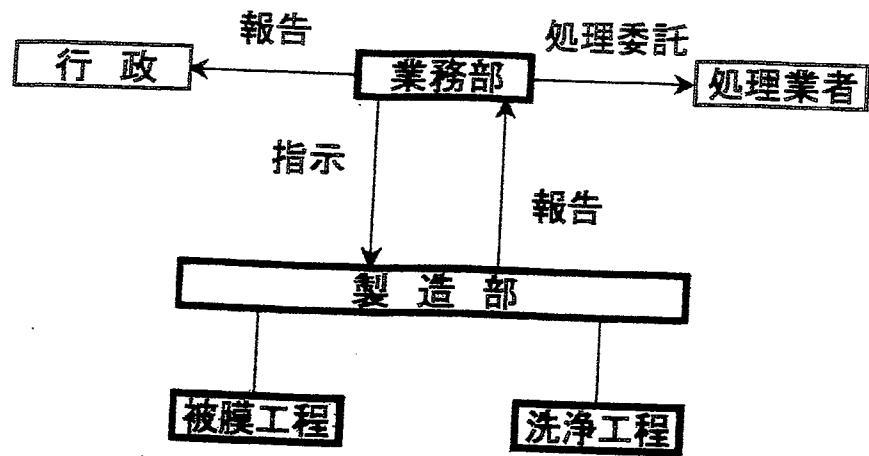 報告
処理委託
行政
業務部
処理業者
指示
報告
製造部
被膜工程
洗浄工程